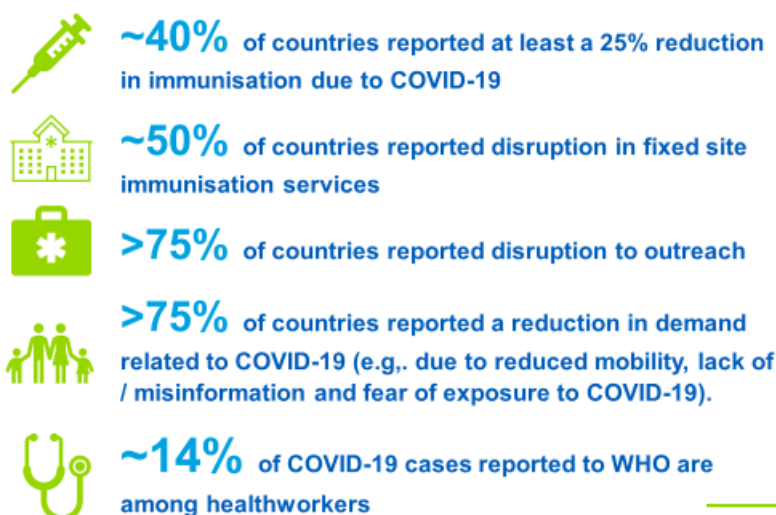 ~40% of countries reported at least a 25% reduction
in immunisation due to COVID-19
~50% of countries reported disruption in fixed site
immunisation services
>75% of countries reported disruption to outreach
>75% of countries reported a reduction in demand
related to COVID-19 (e.g,. due to reduced mobility, lack of
/ misinformation and fear of exposure to COVID-19).
~14% of COVID-19 cases reported to WHO are
among healthworkers